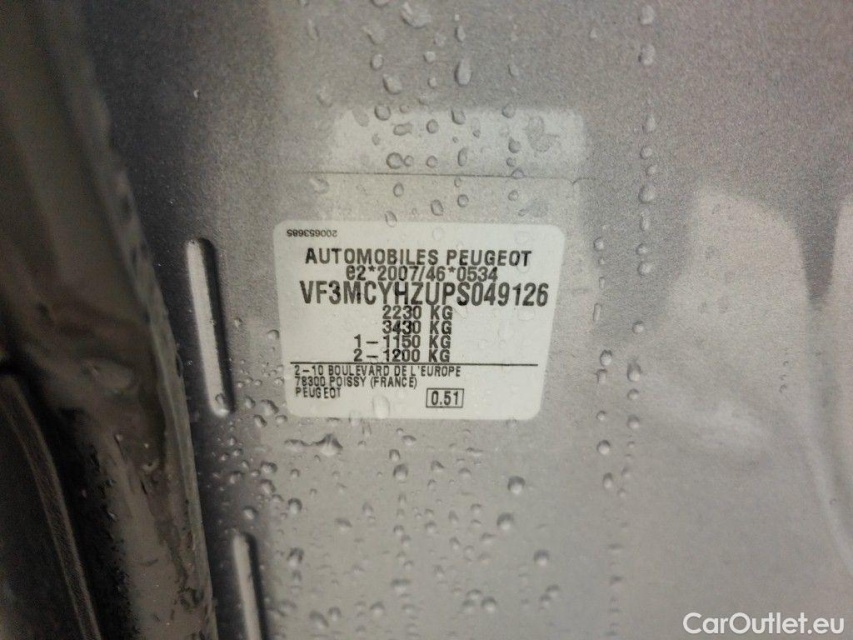 200653685
AUTOMOBILES PEUGEOT
e2*2007/46*0534
VF3MCYHZUPS049126
2230 KG
3430 KG
1-1150 KG
2-1200 KG
2-10 BOULEVARD DE L'EUROPE
78300 POISSY (FRANCE)
PEUGEOT
0.51
CarOutlet.eu